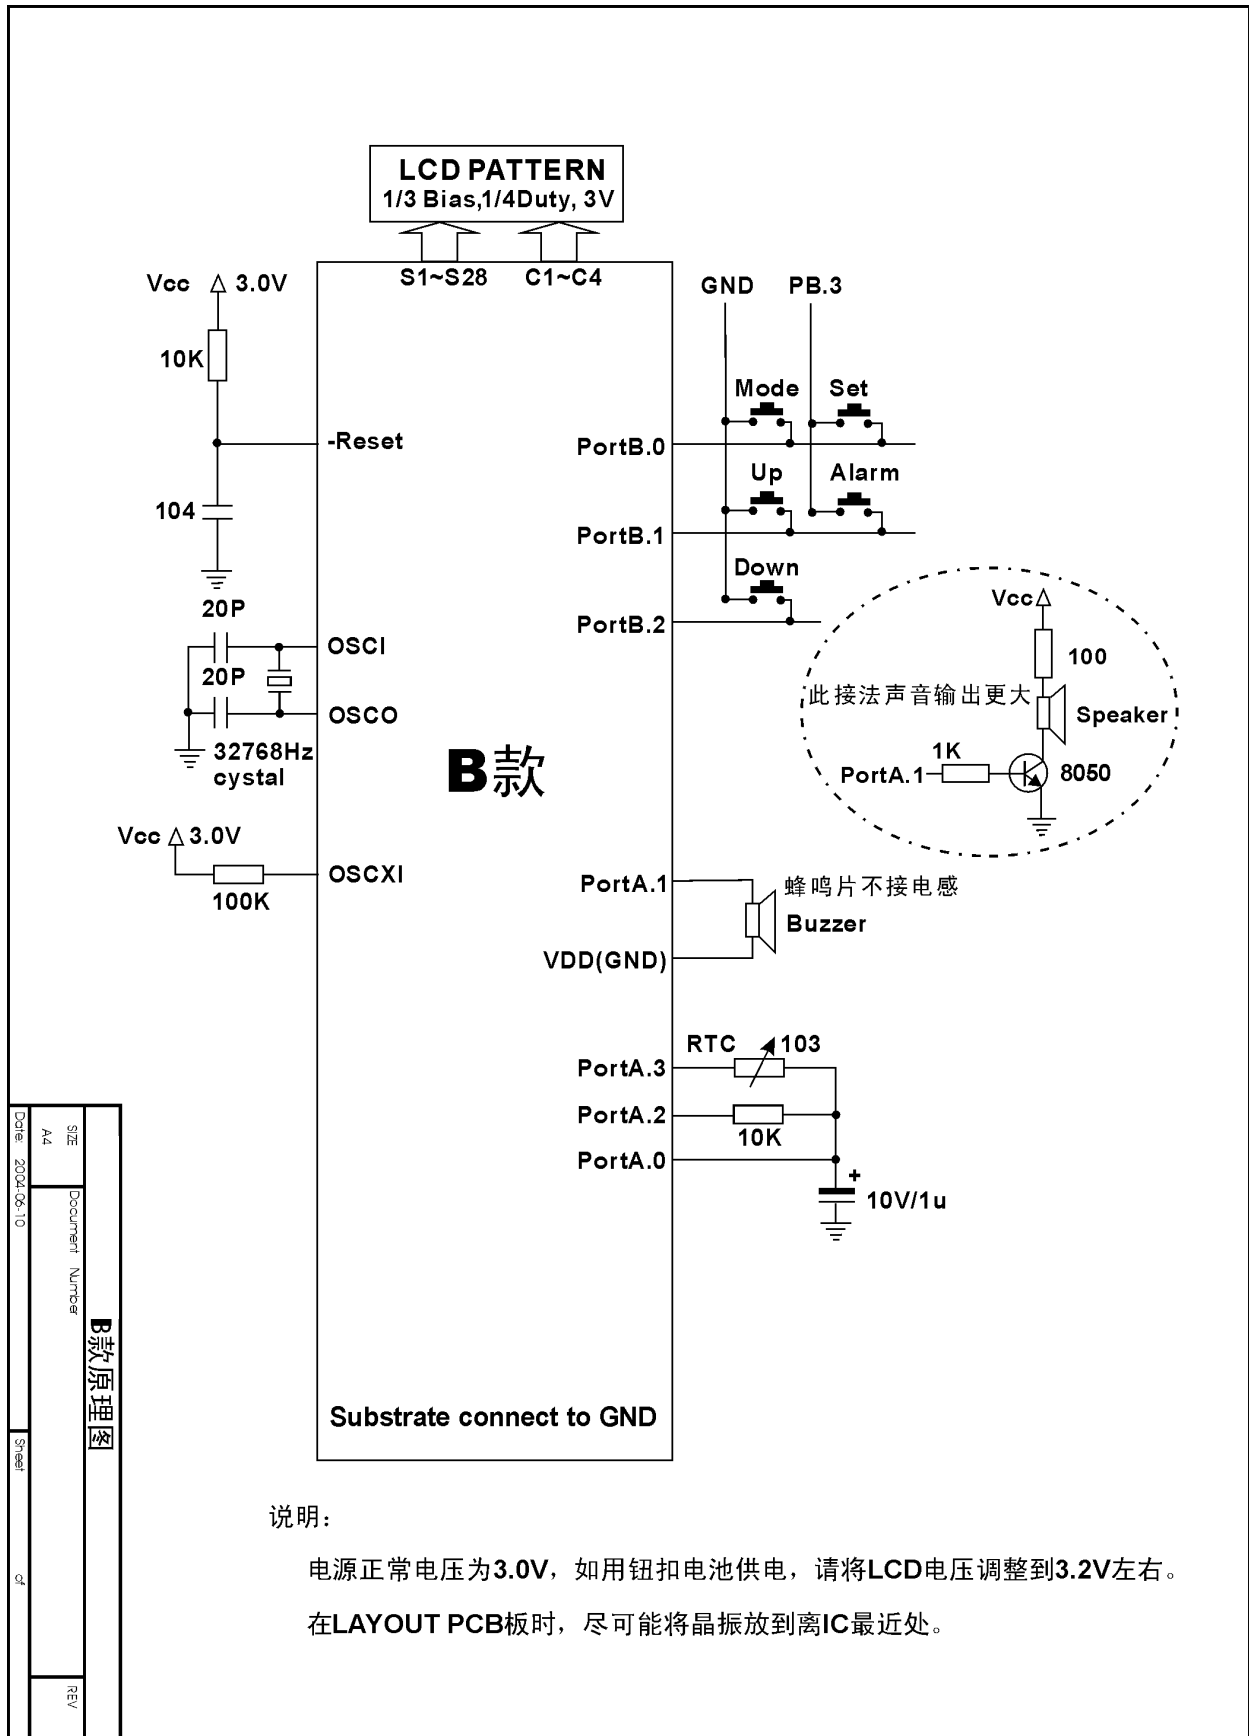 LCD PATTERN
1/3 Bias,1/4Duty, 3V
S1~S28
C1~C4
Vcc
3.0V
10K
-Reset
104
20P
OSCI
20P
OSCO
32768Hz
cystal
Vcc
3.0V
OSCXI
100K
B款
GND
PB.3
Mode
Set
PortB.0
Up
Alarm
PortB.1
Down
PortB.2
Vcc
100
此接法声音输出更大
Speaker
1K
PortA.1
8050
PortA.1
蜂鸣片不接电感
Buzzer
VDD(GND)
RTC
103
PortA.3
PortA.2
10K
PortA.0
+
10V/1u
Substrate connect to GND
B款原理图
SIZE
A4
Document Number
REV
Date: 2004-06-10
Sheet
of
说明：
电源正常电压为3.0V，如用钮扣电池供电，请将LCD电压调整到3.2V左右。
在LAYOUT PCB板时，尽可能将晶振放到离IC最近处。